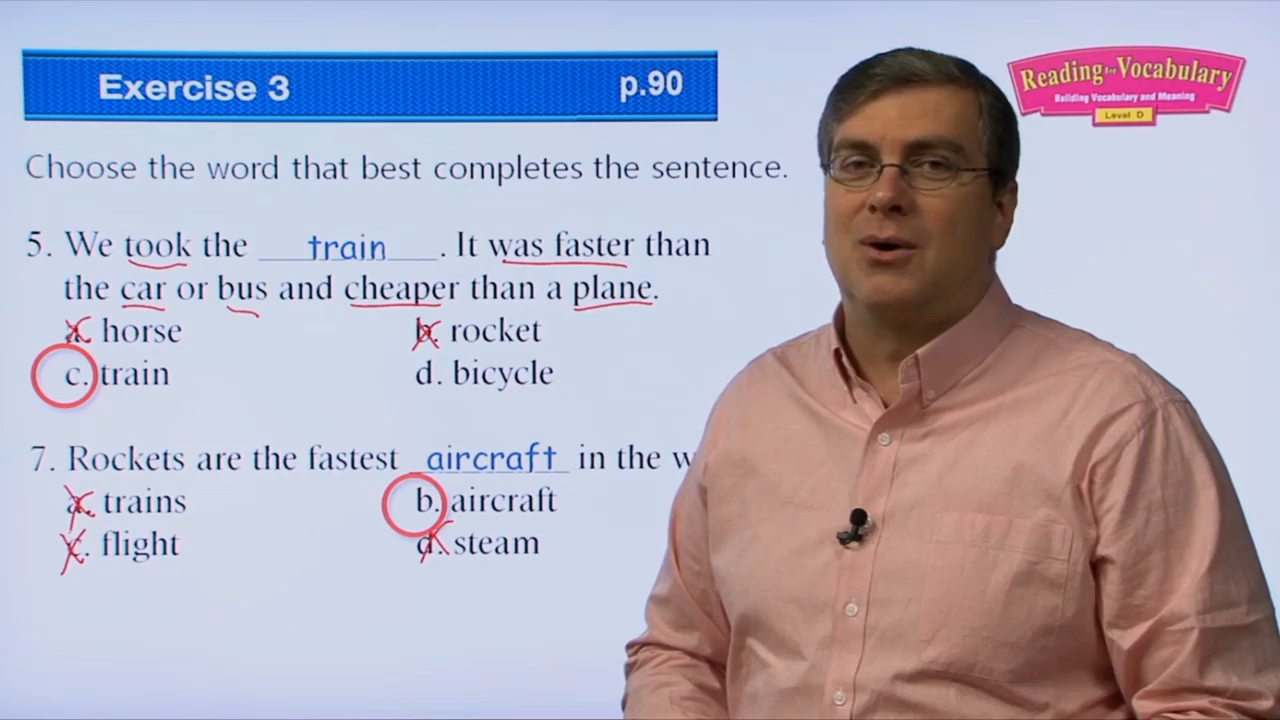 Exercise 3 p.90
Reading for Vocabulary
Building Vocabulary and Meaning
Level D
Choose the word that best completes the sentence.
5. We took the train. It was faster than
the car or bus and cheaper than a plane.
a. horse b. rocket
c. train d. bicycle
7. Rockets are the fastest aircraft in the w
a. trains b. aircraft
c. flight d. steam